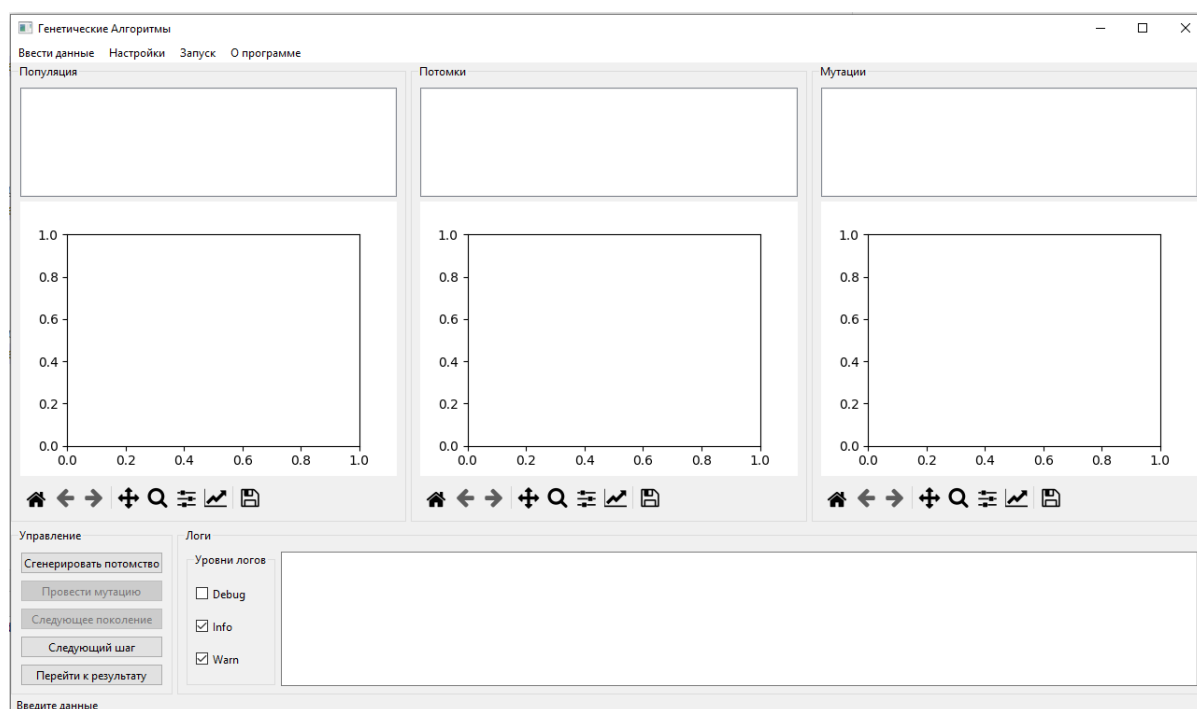 Генетические Алгоритмы
Ввести данные Настройки Запуск О программе
Популяция
Потомки
Мутации
1.0
0.8
0.6
0.4
0.2
0.0
0.0 0.2 0.4 0.6 0.8 1.0
1.0
0.8
0.6
0.4
0.2
0.0
0.0 0.2 0.4 0.6 0.8 1.0
1.0
0.8
0.6
0.4
0.2
0.0
0.0 0.2 0.4 0.6 0.8 1.0
Управление
Сгенерировать потомство
Провести мутацию
Следующее поколение
Следующий шаг
Перейти к результату
Логи
Уровни логов
Debug
Info
Warn
Введите данные